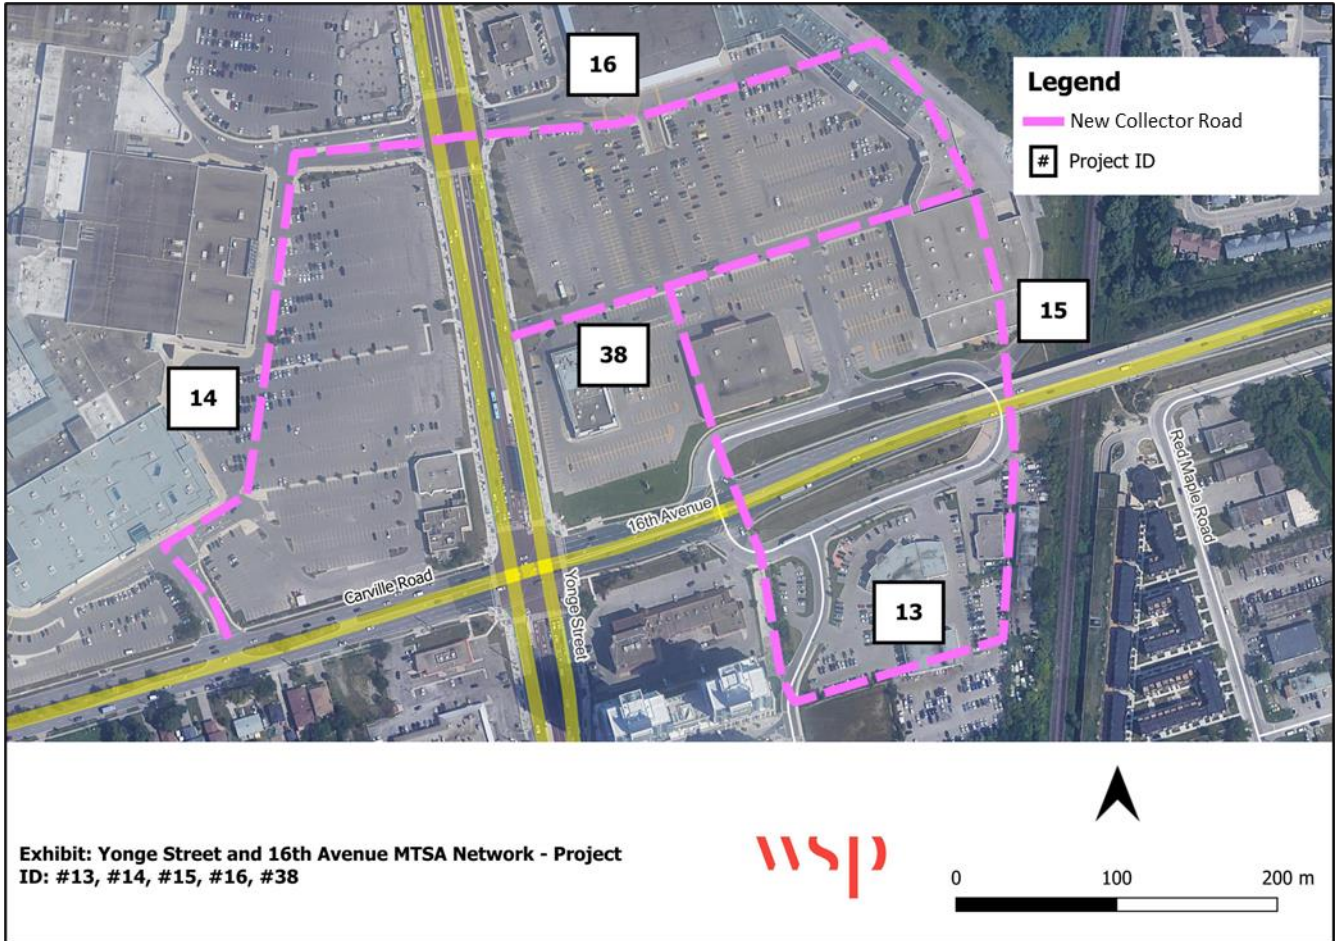 16
Legend
New Collector Road
# Project ID
15
38
14
Red Maple Road
16th Avenue
Carville Road
Yonge Street
13
Exhibit: Yonge Street and 16th Avenue MTSA Network - Project
ID: #13, #14, #15, #16, #38
wsp
0 100 200 m